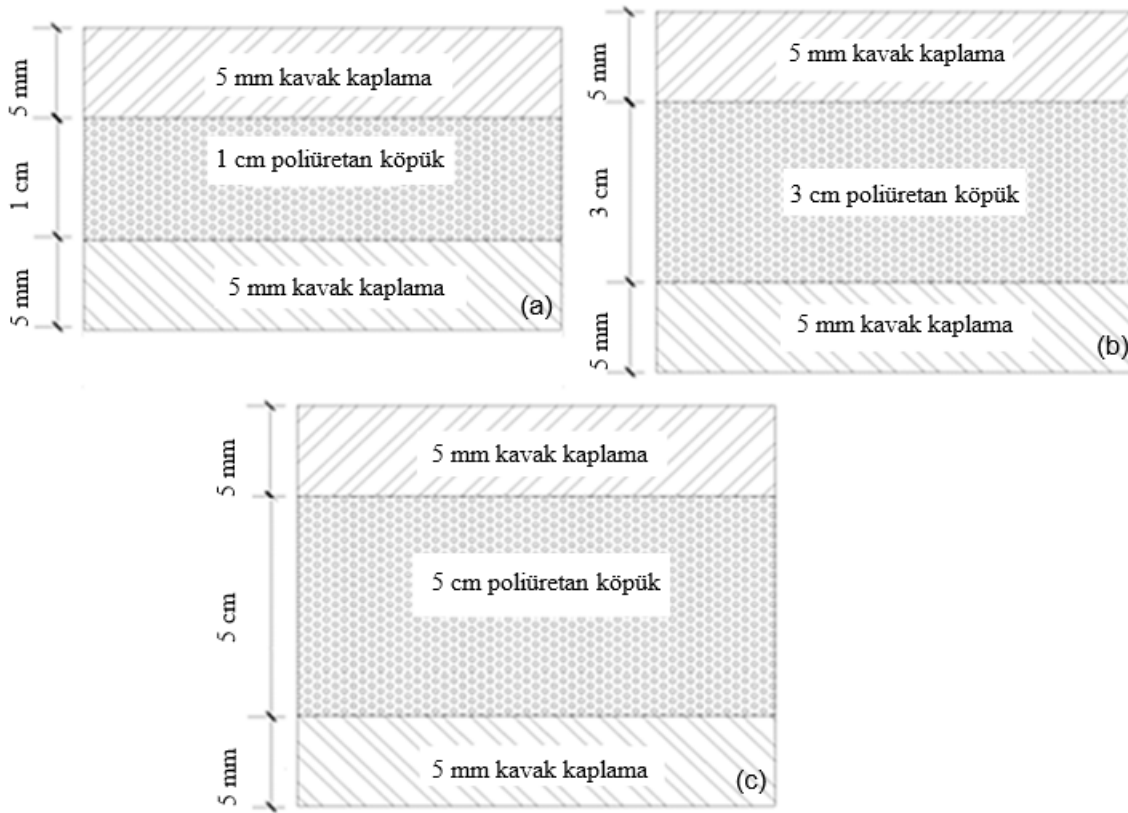 5 mm
5 mm kavak kaplama
1 cm
1 cm poliüretan köpük
5 mm
5 mm kavak kaplama
(a)
5 mm
5 mm kavak kaplama
3 cm
3 cm poliüretan köpük
5 mm
5 mm kavak kaplama
(b)
5 mm
5 mm kavak kaplama
5 cm
5 cm poliüretan köpük
5 mm
5 mm kavak kaplama
(c)